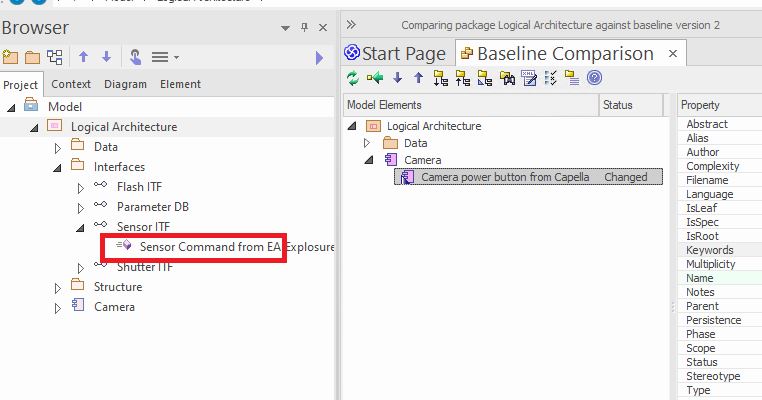 Browser
Project Context Diagram Element
Model
Logical Architecture
Data
Interfaces
Flash ITF
Parameter DB
Sensor ITF
Sensor Command from EA Explosure
Shutter ITF
Structure
Camera
Comparing package Logical Architecture against baseline version 2
Start Page Baseline Comparison
Model Elements Status
Logical Architecture
Data
Camera
Camera power button from Capella Changed
Property
Abstract
Alias
Author
Complexity
Filename
Language
IsLeaf
IsSpec
IsRoot
Keywords
Multiplicity
Name
Notes
Parent
Persistence
Phase
Scope
Status
Stereotype
Type